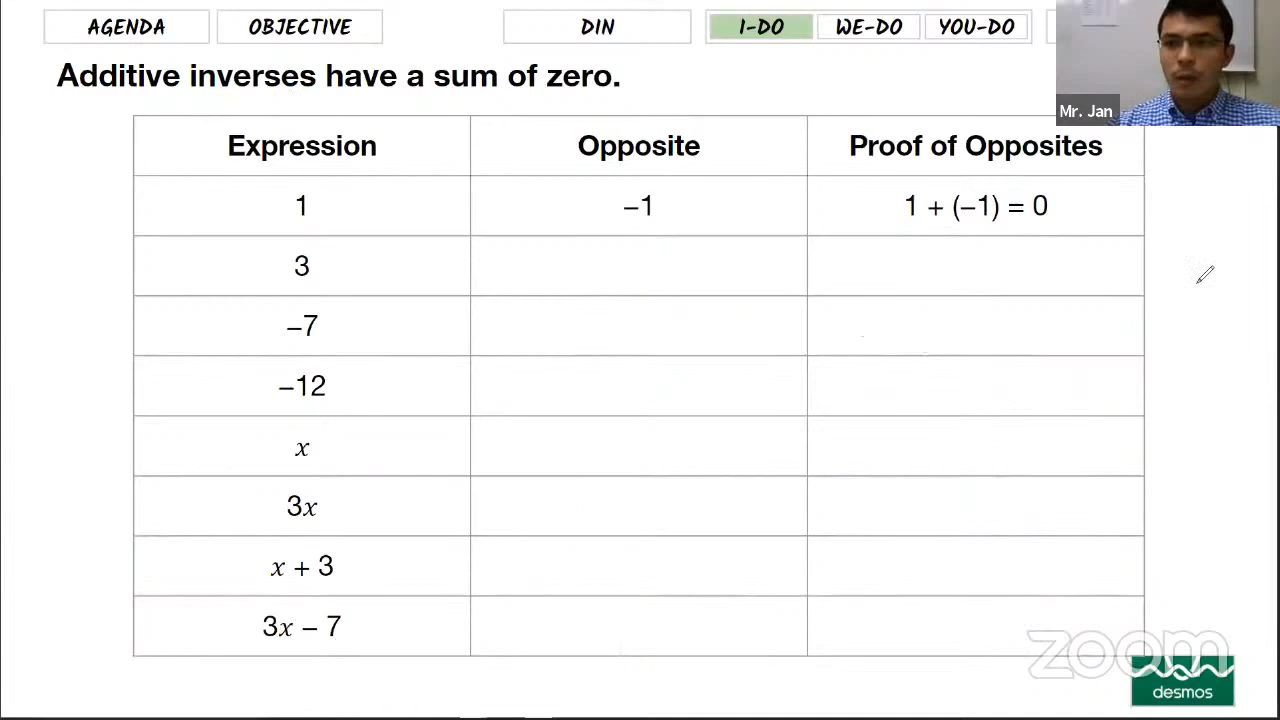 AGENDA OBJECTIVE DIN I-DO WE-DO YOU-DO
Additive inverses have a sum of zero.
Mr. Jan
Expression Opposite Proof of Opposites
1 −1 1 + (−1) = 0
3
−7
−12
x
3x
x + 3
3x − 7
zoom
desmos